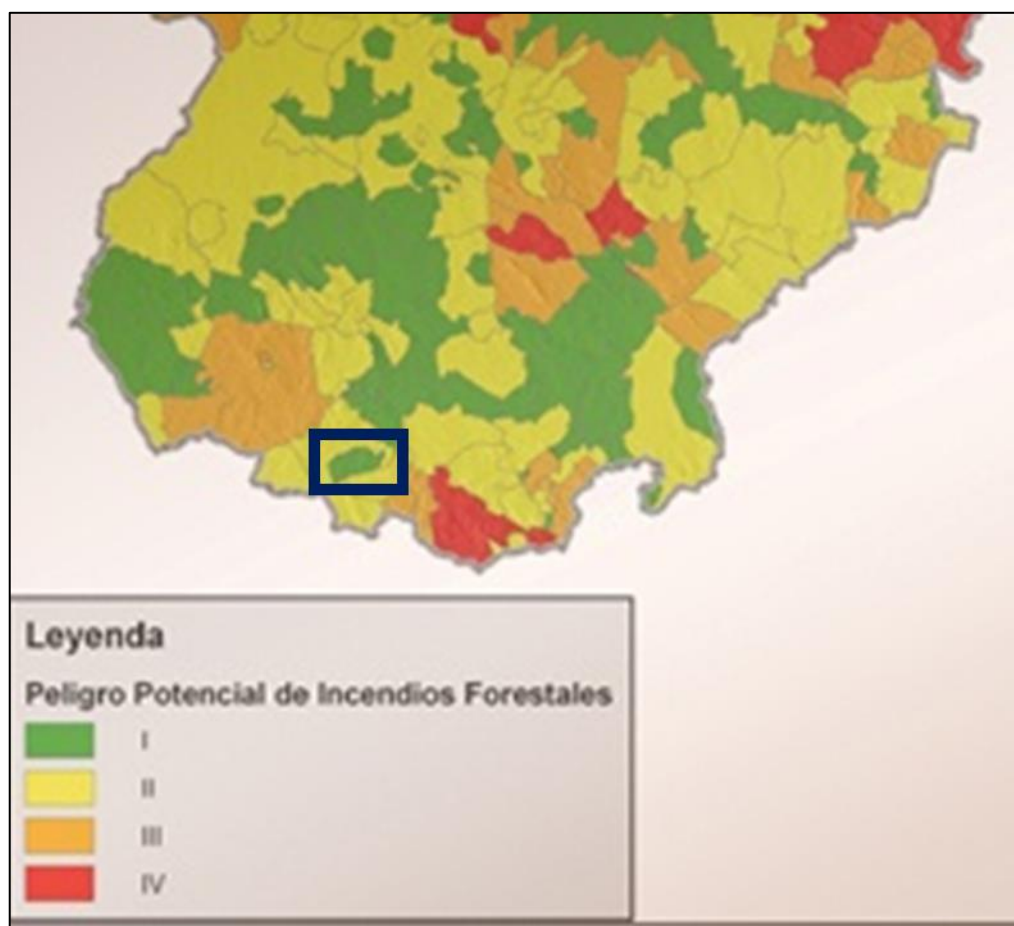 Leyenda
Peligro Potencial de Incendios Forestales
I
II
III
IV